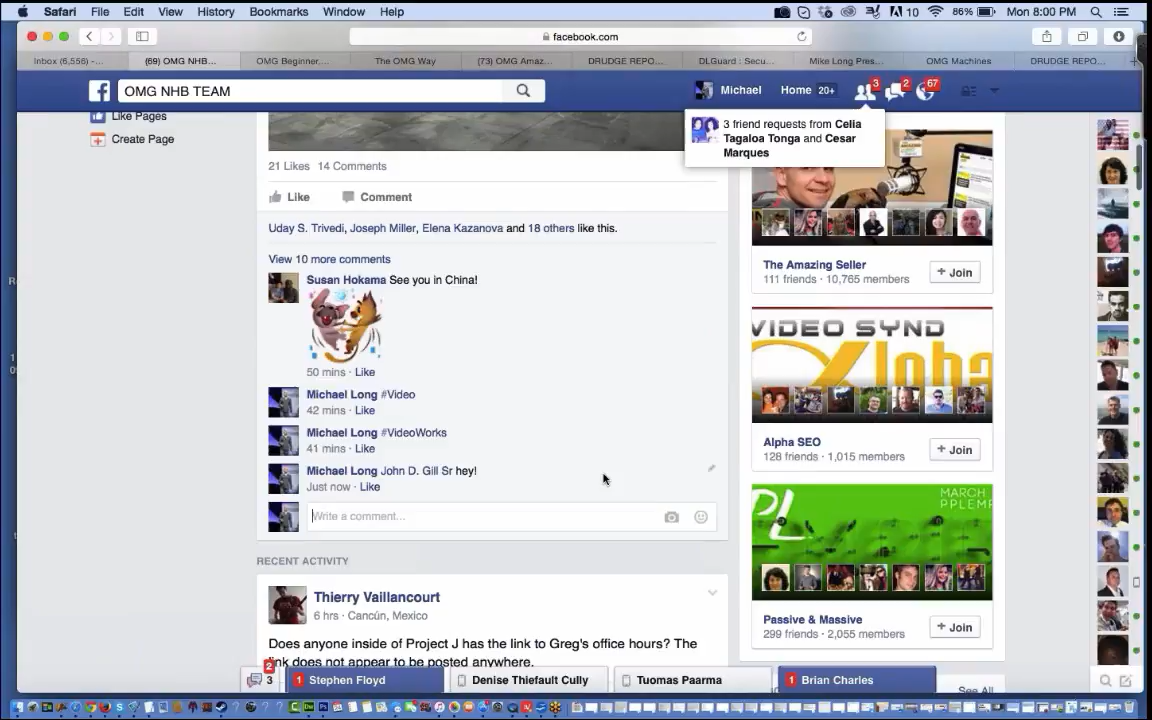 Safari File Edit View History Bookmarks Window Help
10 86% Mon 8:00 PM
facebook.com
Inbox (6,556) -... (69) OMG NHB... OMG Beginner,... The OMG Way (73) OMG Amaz... DRUDGE REPO... DLGuard : Secu... Mike Long Pres... OMG Machines DRUDGE REPO...
OMG NHB TEAM
Michael Home 20+ 3 2 67
Like Pages
Create Page
3 friend requests from Celia
Tagaloa Tonga and Cesar
Marques
21 Likes 14 Comments
Like Comment
Uday S. Trivedi, Joseph Miller, Elena Kazanova and 18 others like this.
View 10 more comments
Susan Hokama See you in China!
50 mins · Like
Michael Long #Video
42 mins · Like
Michael Long #VideoWorks
41 mins · Like
Michael Long John D. Gill Sr hey!
Just now · Like
Write a comment...
RECENT ACTIVITY
Thierry Vaillancourt
6 hrs · Cancún, Mexico
Does anyone inside of Project J has the link to Greg's office hours? The
link does not appear to be posted anywhere.
The Amazing Seller
111 friends · 10,765 members
+ Join
VIDEO SYND
Alpha
Alpha SEO
128 friends · 1,015 members
+ Join
MARCH
PL
Passive & Massive
299 friends · 2,055 members
+ Join
See All
2
3
1 Stephen Floyd
Denise Thiefault Cully
Tuomas Paarma
1 Brian Charles